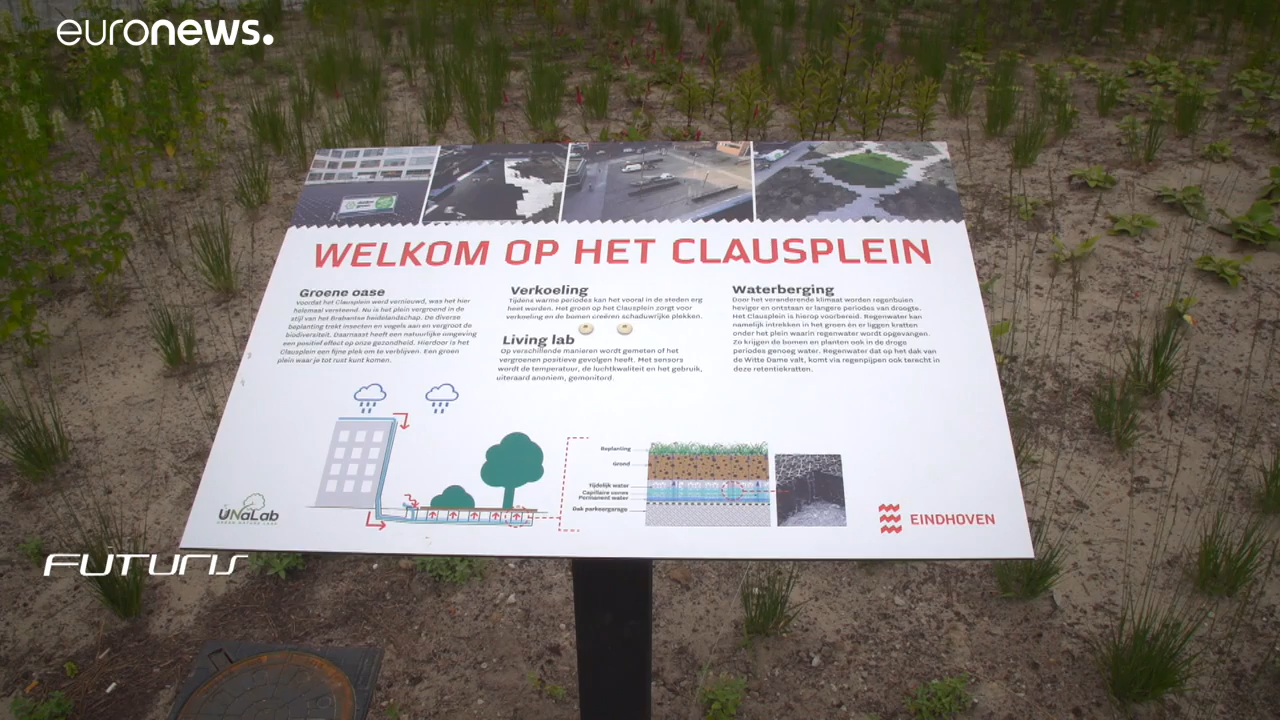 euronews.
WELKOM OP HET CLAUSPLEIN
Groene oase
Voordat het Clausplein werd vernieuwd, was het hier
helemaal versteend. Nu is het plein vergroend in de
stijl van het Brabantse heidelandschap. De diverse
beplanting trekt insecten en vogels aan en vergroot de
biodiversiteit. Daarnaast heeft een natuurlijke omgeving
een positief effect op onze gezondheid. Hierdoor is het
Clausplein een fijne plek om te verblijven. Een groen
plein waar je tot rust kunt komen.
Verkoeling
Tijdens warme periodes kan het vooral in de steden erg
heet worden. Het groen op het Clausplein zorgt voor
verkoeling en de bomen creëren schaduwrijke plekken.
Living lab
Op verschillende manieren wordt gemeten of het
vergroenen positieve gevolgen heeft. Met sensors
wordt de temperatuur, de luchtkwaliteit en het gebruik,
uiteraard anoniem, gemonitord.
Waterberging
Door het veranderende klimaat worden regenbuien
heviger en ontstaan er langere periodes van droogte.
Het Clausplein is hierop voorbereid. Regenwater kan
namelijk intrekken in het groen én er liggen kratten
onder het plein waarin regenwater wordt opgevangen.
Zo krijgen de bomen en planten ook in de droge
periodes genoeg water. Regenwater dat op het dak van
de Witte Dame valt, komt via regenpijpen ook terecht in
deze retentiekratten.
Beplanting
Grond
Tijdelijk water
Capillaire zones
Permanent water
Dak parkeergarage
UNaLab
URBAN NATURE LABS
EINDHOVEN
FUTURIS